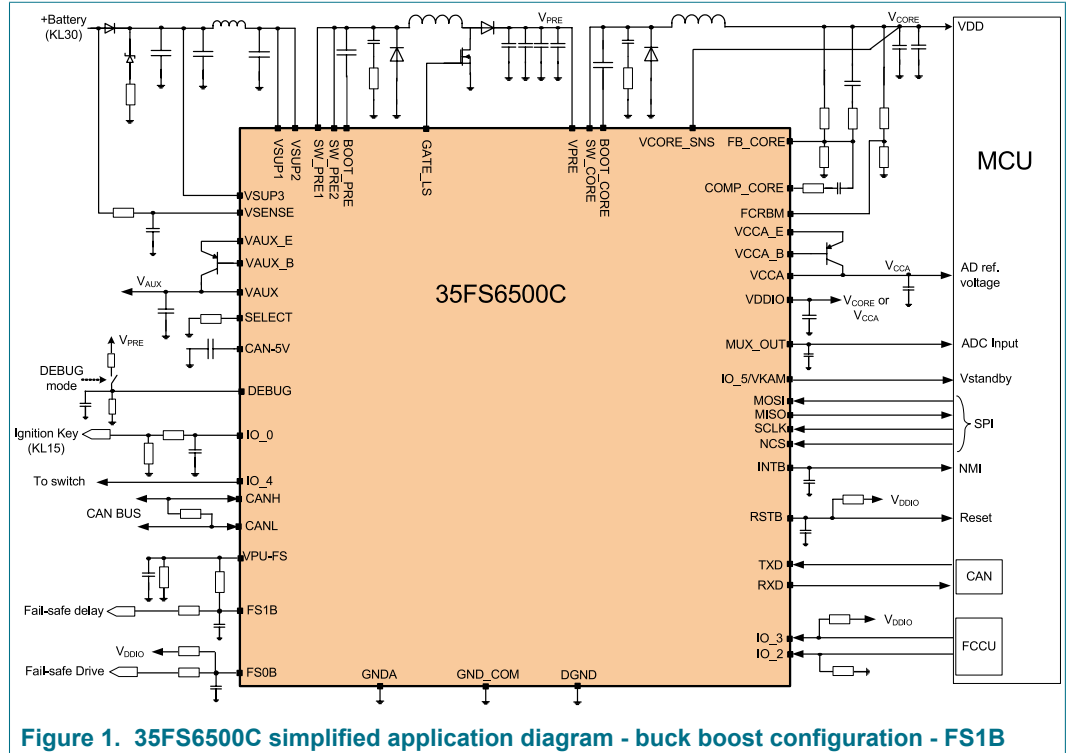 +Battery
(KL30)
VPRE
VCORE
VDD
VSUP1
VSUP2
SW_PRE1
SW_PRE2
BOOT_PRE
GATE_LS
VPRE
SW_CORE
BOOT_CORE
VCORE_SNS
FB_CORE
MCU
COMP_CORE
VSUP3
VSENSE
FCRBM
VAUX_E
VCCA_E
VAUX_B
VCCA_B
VCCA
VCCA
AD ref.
voltage
VAUX
VAUX
35FS6500C
VDDIO
VCORE or
VCCA
SELECT
VPRE
CAN-5V
MUX_OUT
ADC Input
DEBUG
mode
DEBUG
IO_5/VKAM
Vstandby
MOSI
MISO
SCLK
NCS
SPI
Ignition Key
(KL15)
IO_0
INTB
NMI
To switch
IO_4
CANH
CAN BUS
CANL
VDDIO
RSTB
Reset
VPU-FS
TXD
RXD
CAN
Fail-safe delay
FS1B
VDDIO
IO_3
IO_2
FCCU
VDDIO
Fail-safe Drive
FS0B
GNDA
GND_COM
DGND
Figure 1. 35FS6500C simplified application diagram - buck boost configuration - FS1B